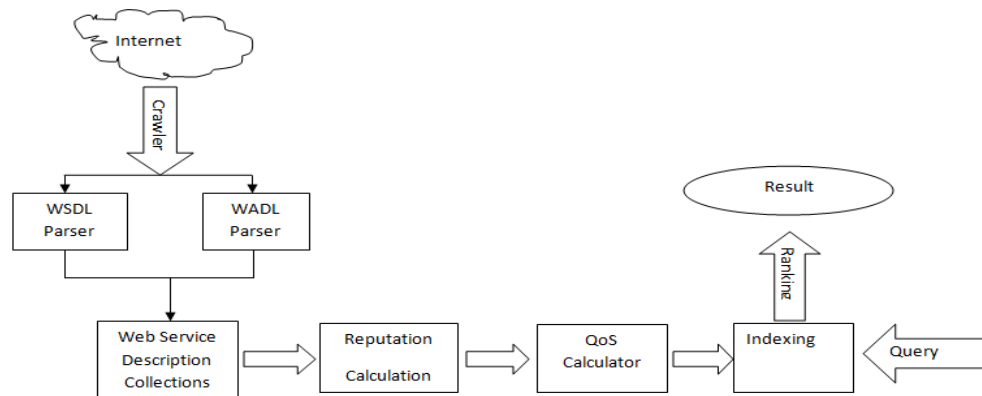 Internet
Crawler
WSDL
Parser
WADL
Parser
Result
Ranking
Web Service
Description
Collections
Reputation
Calculation
QoS
Calculator
Indexing
Query